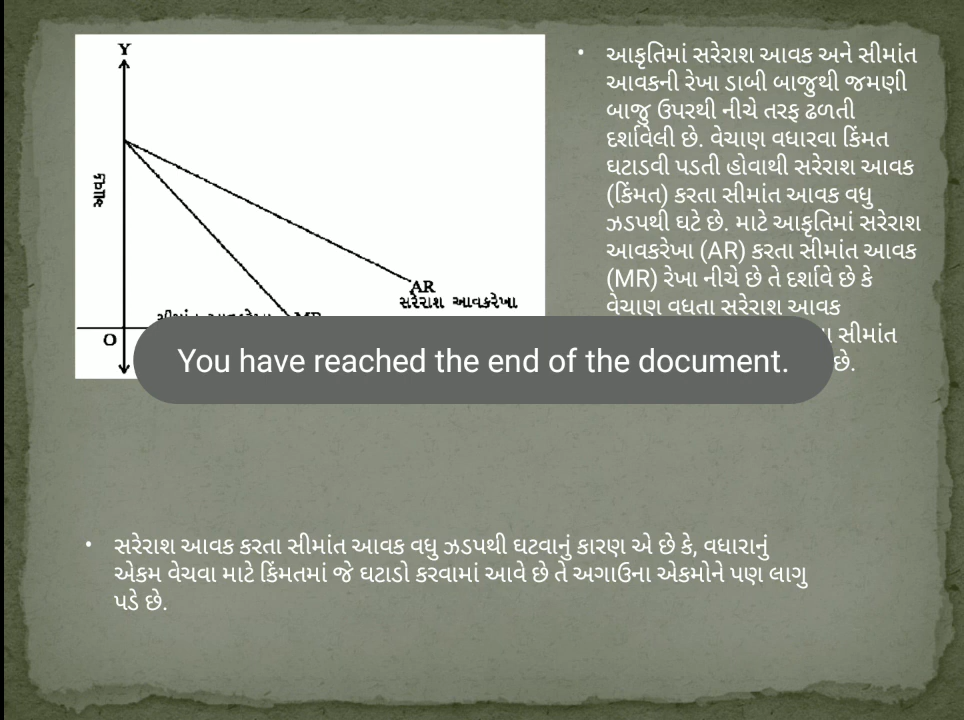 Y
કીંમત
AR
સરેરાશ આવકરેખા
MR
O
• આકૃતિમાં સરેરાશ આવક અને સીમાંત
આવકની રેખા ડાબી બાજુથી જમણી
બાજુ ઉપરથી નીચે તરફ ઢળતી
દર્શાવેલી છે. વેચાણ વધારવા કિંમત
ઘટાડવી પડતી હોવાથી સરેરાશ આવક
(કિંમત) કરતા સીમાંત આવક વધુ
ઝડપથી ઘટે છે. માટે આકૃતિમાં સરેરાશ
આવકરેખા (AR) કરતા સીમાંત આવક
(MR) રેખા નીચે છે તે દર્શાવે છે કે
વેચાણ વધતા સરેરાશ આવક
સીમાંત
છે.
You have reached the end of the document.
• સરેરાશ આવક કરતા સીમાંત આવક વધુ ઝડપથી ઘટવાનું કારણ એ છે કે, વધારાનું
એકમ વેચવા માટે કિંમતમાં જે ઘટાડો કરવામાં આવે છે તે અગાઉના એકમોને પણ લાગુ
પડે છે.